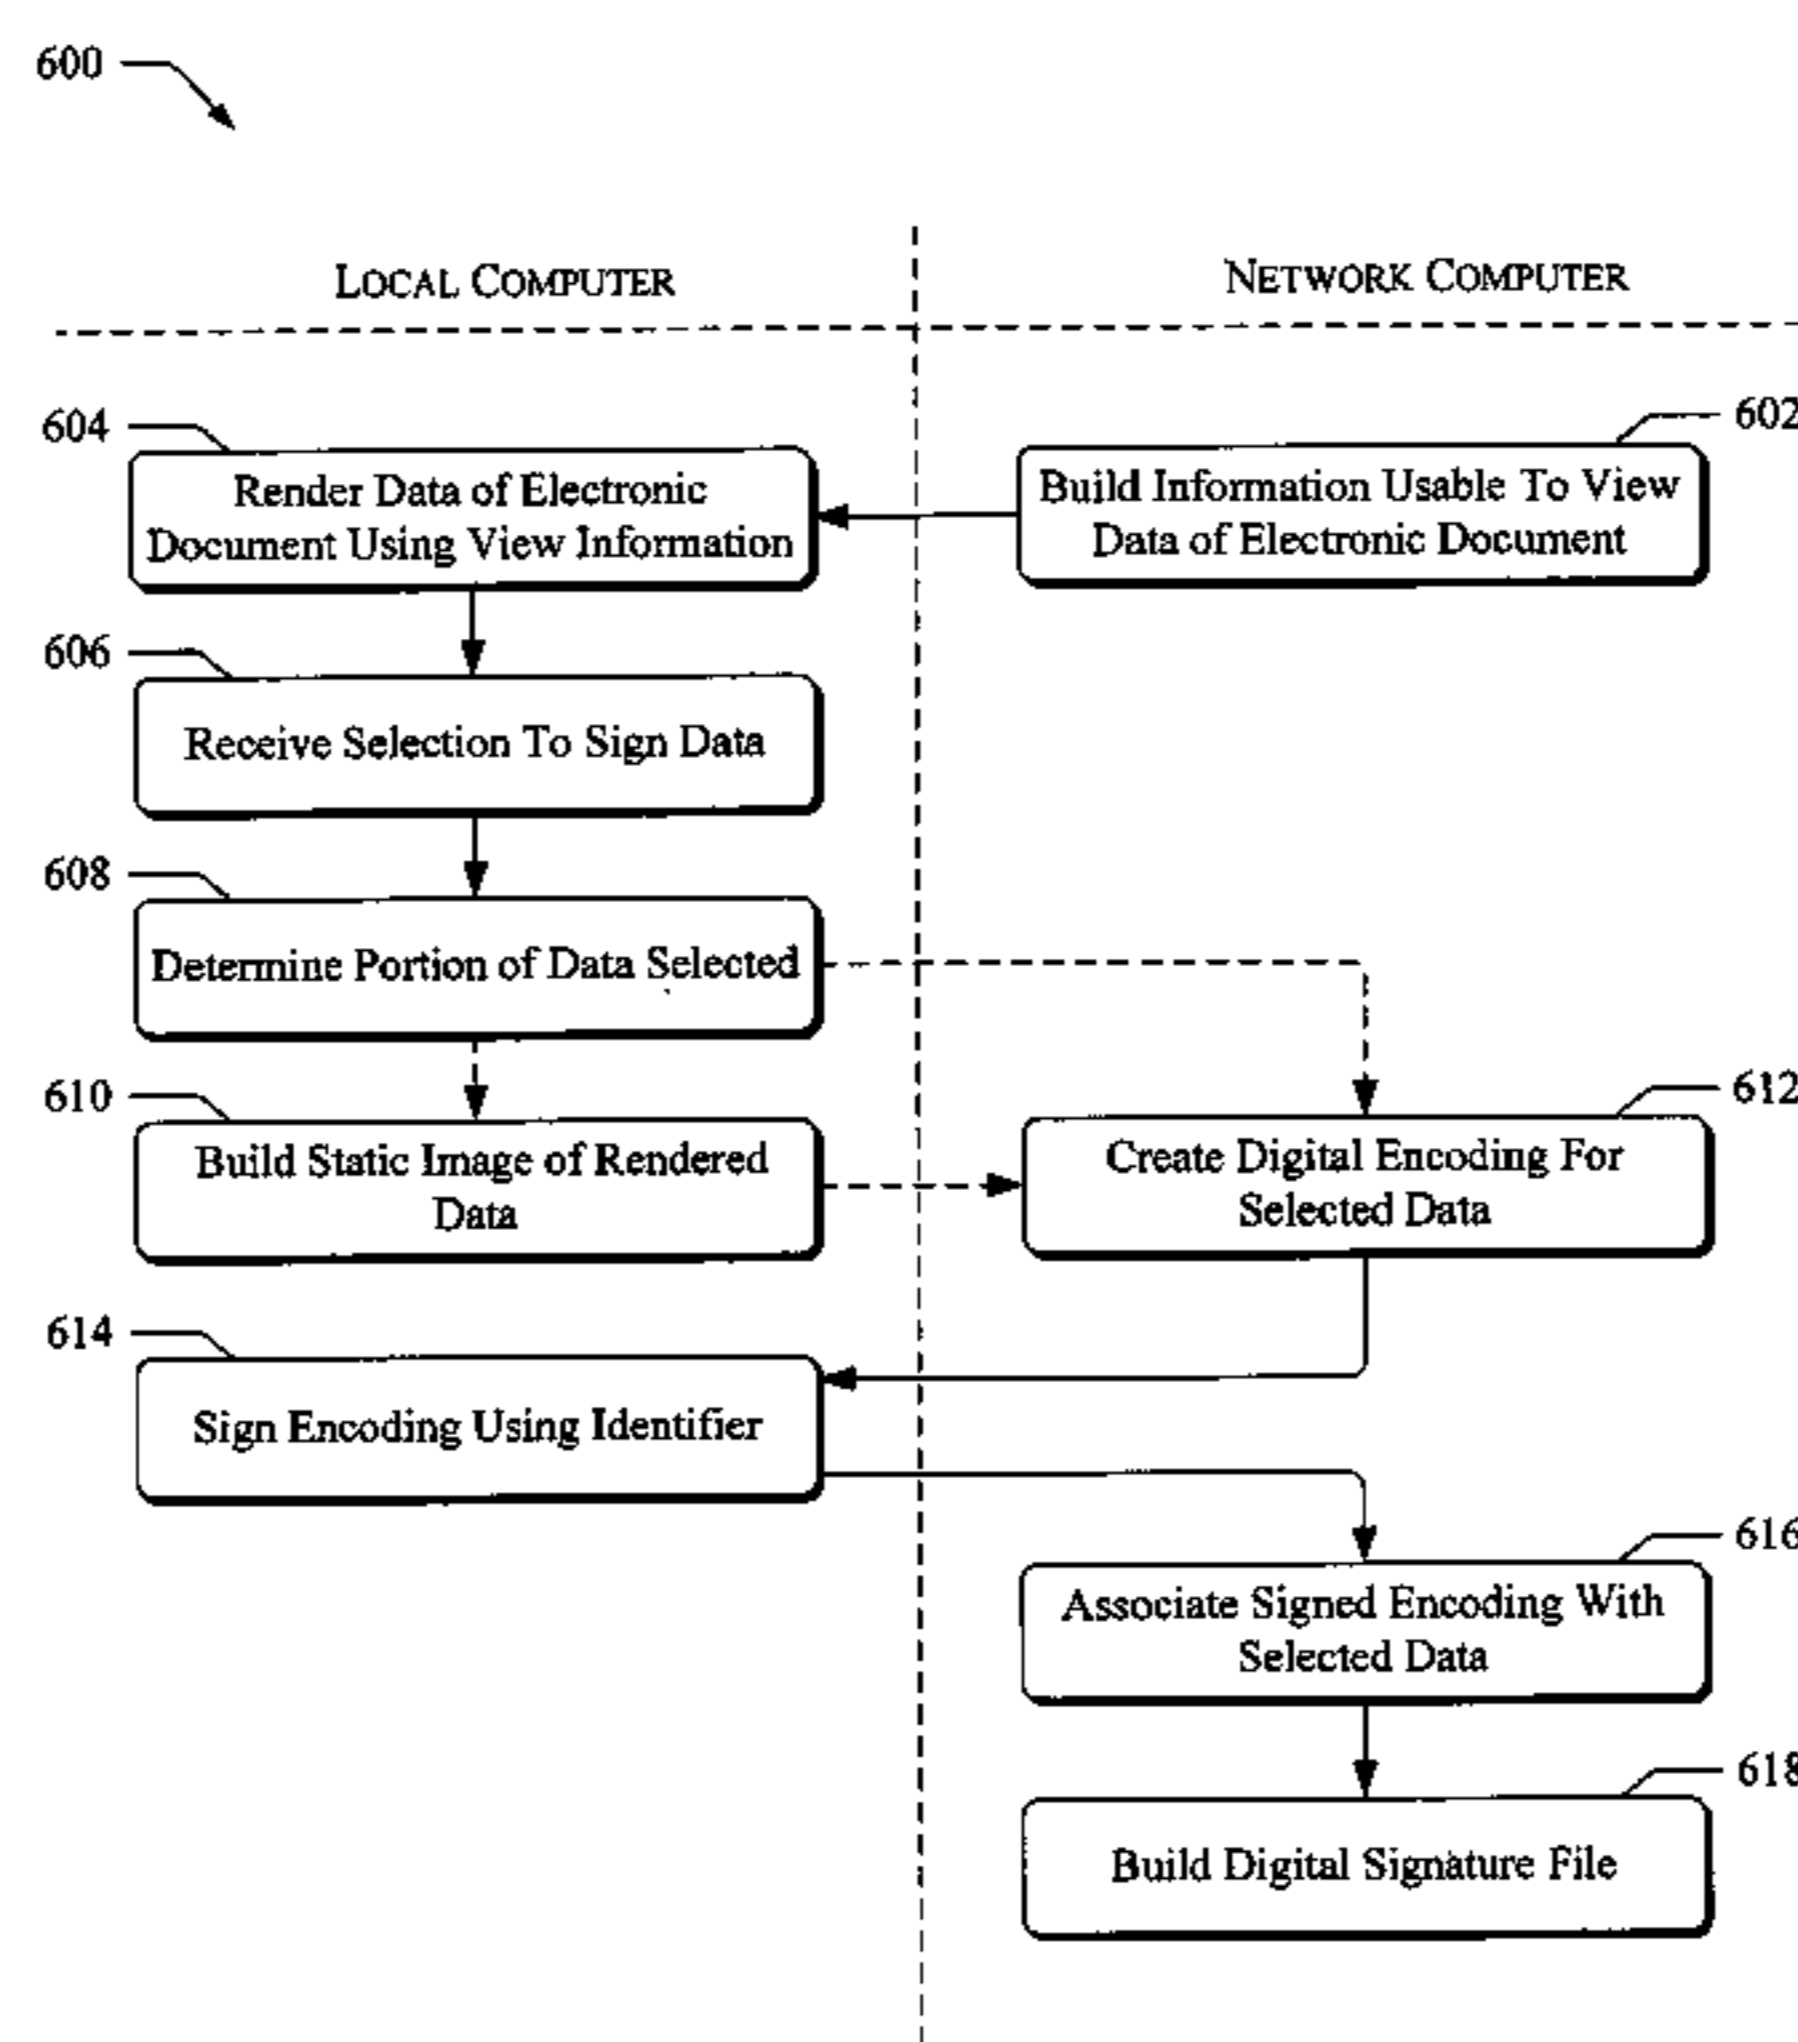 600
LOCAL COMPUTER
NETWORK COMPUTER
604
Render Data of Electronic
Document Using View Information
602
Build Information Usable To View
Data of Electronic Document
606
Receive Selection To Sign Data
608
Determine Portion of Data Selected
610
Build Static Image of Rendered
Data
612
Create Digital Encoding For
Selected Data
614
Sign Encoding Using Identifier
616
Associate Signed Encoding With
Selected Data
618
Build Digital Signature File